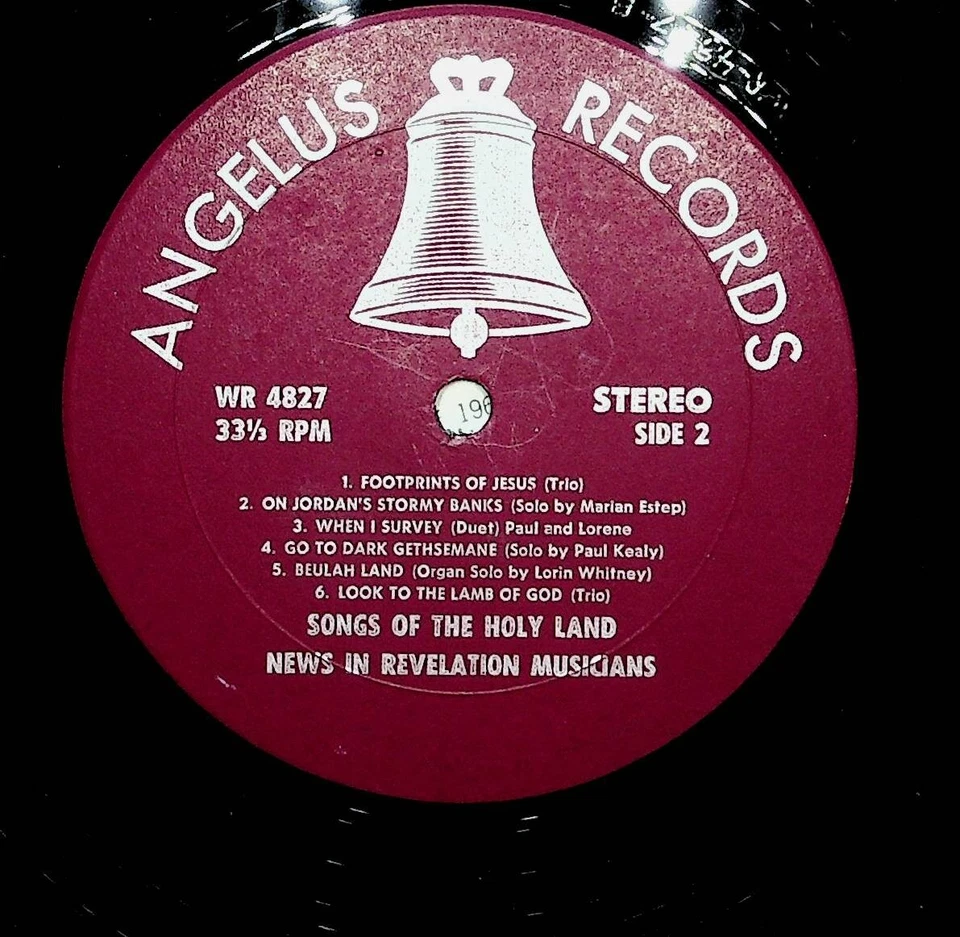 ANGELUS RECORDS
WR 4827
33⅓ RPM
STEREO
SIDE 2
1. FOOTPRINTS OF JESUS (Trio)
2. ON JORDAN'S STORMY BANKS (Solo by Marian Estep)
3. WHEN I SURVEY (Duet) Paul and Lorene
4. GO TO DARK GETHSEMANE (Solo by Paul Kealy)
5. BEULAH LAND (Organ Solo by Lorin Whitney)
6. LOOK TO THE LAMB OF GOD (Trio)
SONGS OF THE HOLY LAND
NEWS IN REVELATION MUSICIANS
196